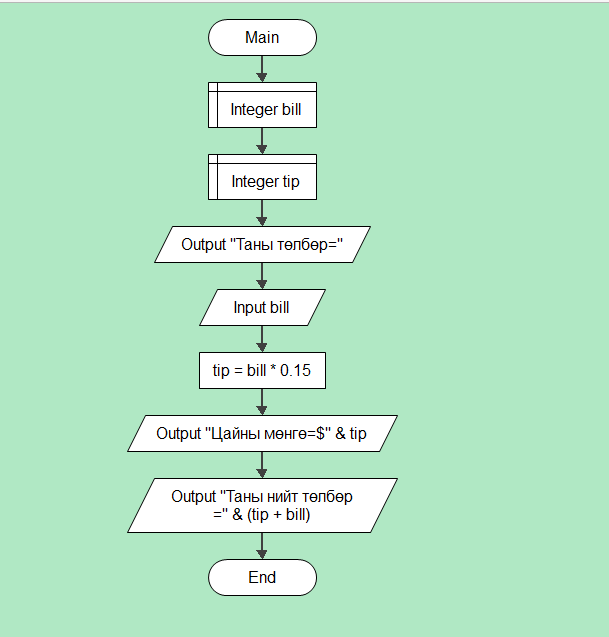 Main
Integer bill
Integer tip
Output "Таны төлбөр="
Input bill
tip = bill * 0.15
Output "Цайны мөнгө=$" & tip
Output "Таны нийт төлбөр
=" & (tip + bill)
End